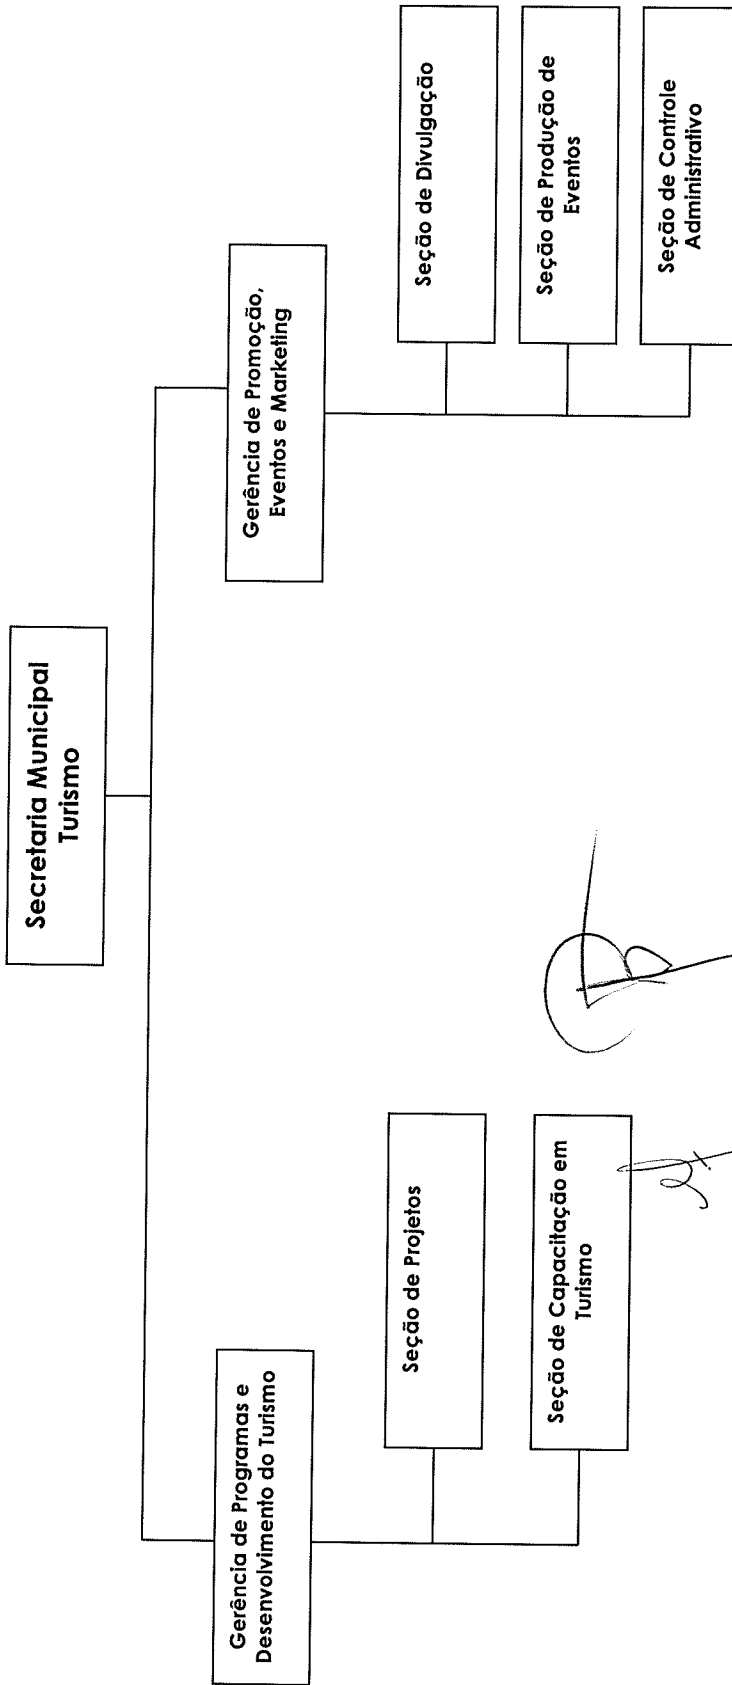 Secretaria Municipal
Turismo
Gerência de Programas e
Desenvolvimento do Turismo
Seção de Projetos
Seção de Capacitação em
Turismo
Gerência de Promoção,
Eventos e Marketing
Seção de Divulgação
Seção de Produção de
Eventos
Seção de Controle
Administrativo